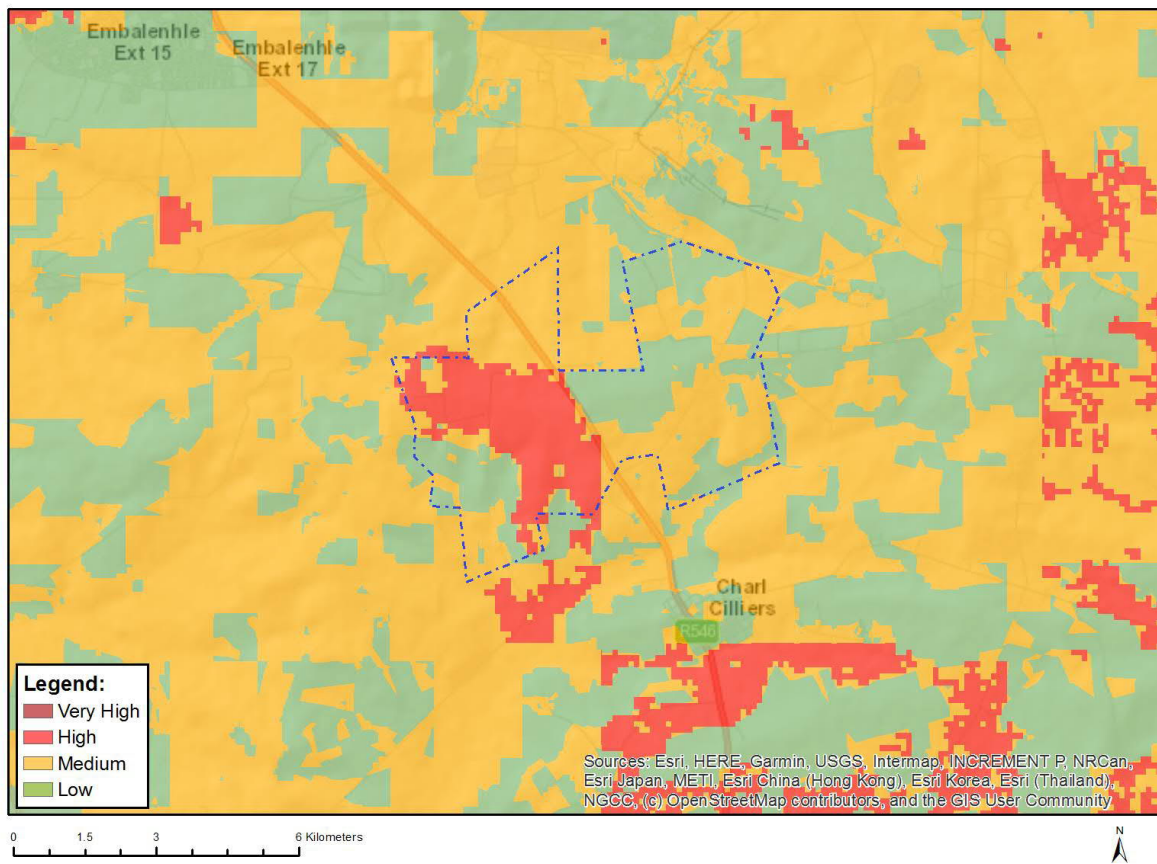 Embalenhle
Ext 15
Embalenhle
Ext 17
Charl
Cilliers
R546
Legend:
Very High
High
Medium
Low
Sources: Esri, HERE, Garmin, USGS, Intermap, INCREMENT P, NRCan,
Esri Japan, METI, Esri China (Hong Kong), Esri Korea, Esri (Thailand),
NGCC, (c) OpenStreetMap contributors, and the GIS User Community
0 1.5 3 6 Kilometers
N